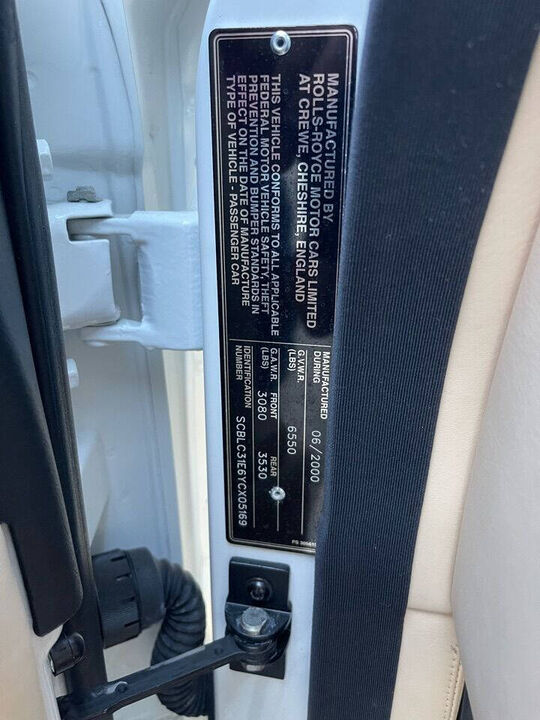 MANUFACTURED BY
ROLLS-ROYCE MOTOR CARS LIMITED
AT CREWE, CHESHIRE, ENGLAND
THIS VEHICLE CONFORMS TO ALL APPLICABLE
FEDERAL MOTOR VEHICLE SAFETY, THEFT
PREVENTION AND BUMPER STANDARDS IN
EFFECT ON THE DATE OF MANUFACTURE
TYPE OF VEHICLE - PASSENGER CAR
MANUFACTURED
DURING 06/2000
G.V.W.R.
(LBS) 6550
G.A.W.R. FRONT REAR
(LBS) 3080 3530
IDENTIFICATION
NUMBER SCBLC31E6YCX05169